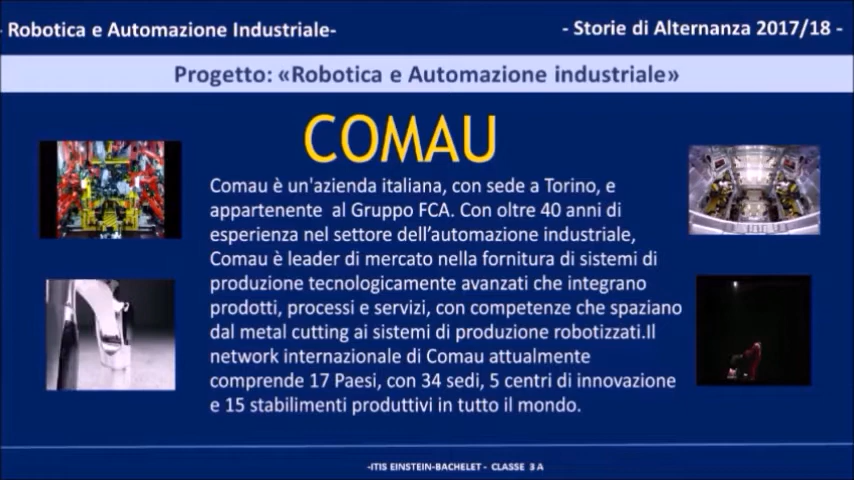 - Robotica e Automazione Industriale-
- Storie di Alternanza 2017/18 -
Progetto: «Robotica e Automazione industriale»
COMAU
Comau è un'azienda italiana, con sede a Torino, e
appartenente al Gruppo FCA. Con oltre 40 anni di
esperienza nel settore dell’automazione industriale,
Comau è leader di mercato nella fornitura di sistemi di
produzione tecnologicamente avanzati che integrano
prodotti, processi e servizi, con competenze che spaziano
dal metal cutting ai sistemi di produzione robotizzati.Il
network internazionale di Comau attualmente
comprende 17 Paesi, con 34 sedi, 5 centri di innovazione
e 15 stabilimenti produttivi in tutto il mondo.
-ITIS EINSTEIN-BACHELET - CLASSE 3 A